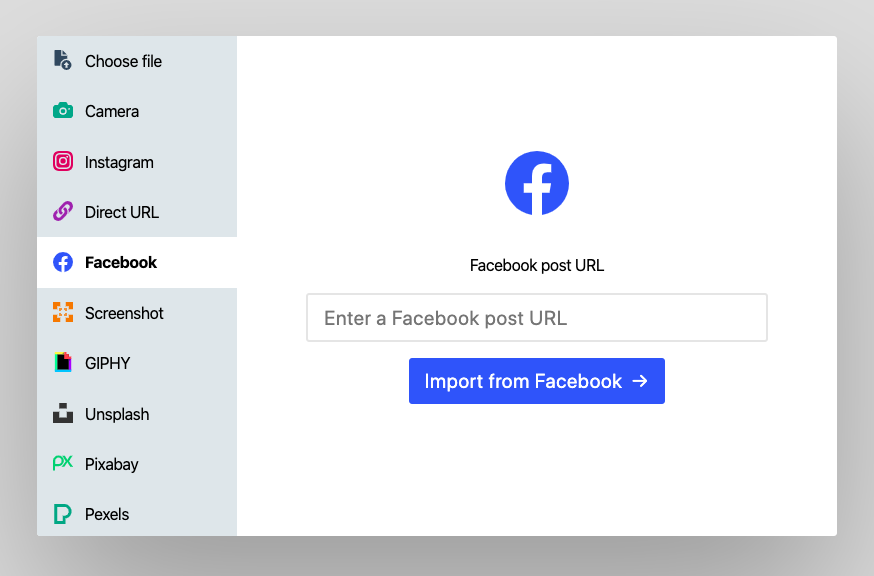 Choose file
Camera
Instagram
Direct URL
Facebook
Screenshot
GIPHY
Unsplash
Pixabay
Pexels
Facebook post URL
Enter a Facebook post URL
Import from Facebook →